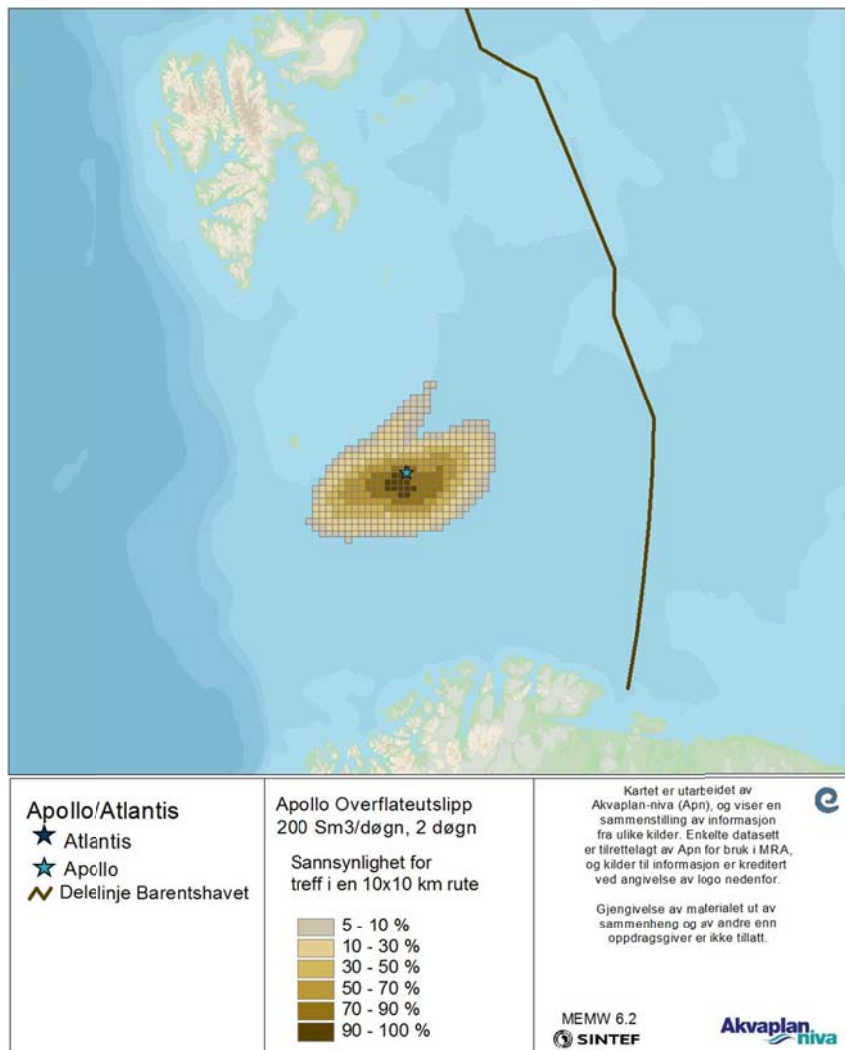 Apollo/Atlantis
Atlantis
Apollo
Delelinje Barentshavet
Apollo Overflateutslipp
200 Sm3/døgn, 2 døgn
Sannsynlighet for
treff i en 10x10 km rute
5 - 10 %
10 - 30 %
30 - 50 %
50 - 70 %
70 - 90 %
90 - 100 %
Kartet er utarbeidet av
Akvaplan-niva (Apn), og viser en
sammenstilling av informasjon
fra ulike kilder. Enkelte datasett
er tilrettelagt av Apn for bruk i MRA,
og kilder til informasjon er kreditert
ved angivelse av logo nedenfor.
Gjengivelse av materialet ut av
sammenheng og av andre enn
oppdragsgiver er ikke tillatt.
MEMW 6.2
SINTEF
Akvaplan
niva